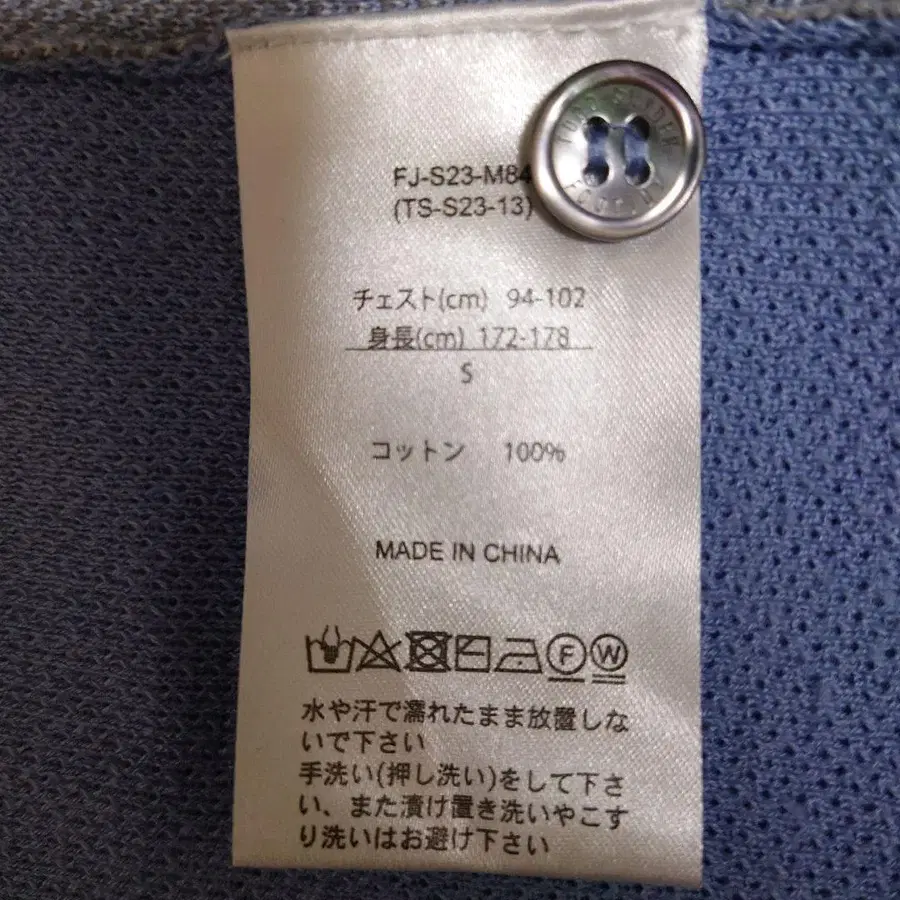 FJ-S23-M84
(TS-S23-13)
チェスト(cm) 94-102
身長(cm) 172-178
S
コットン 100%
MADE IN CHINA
F W
水や汗で濡れたまま放置しな
いで下さい
手洗い(押し洗い)をして下さ
い、また漬け置き洗いやこす
り洗いはお避け下さい